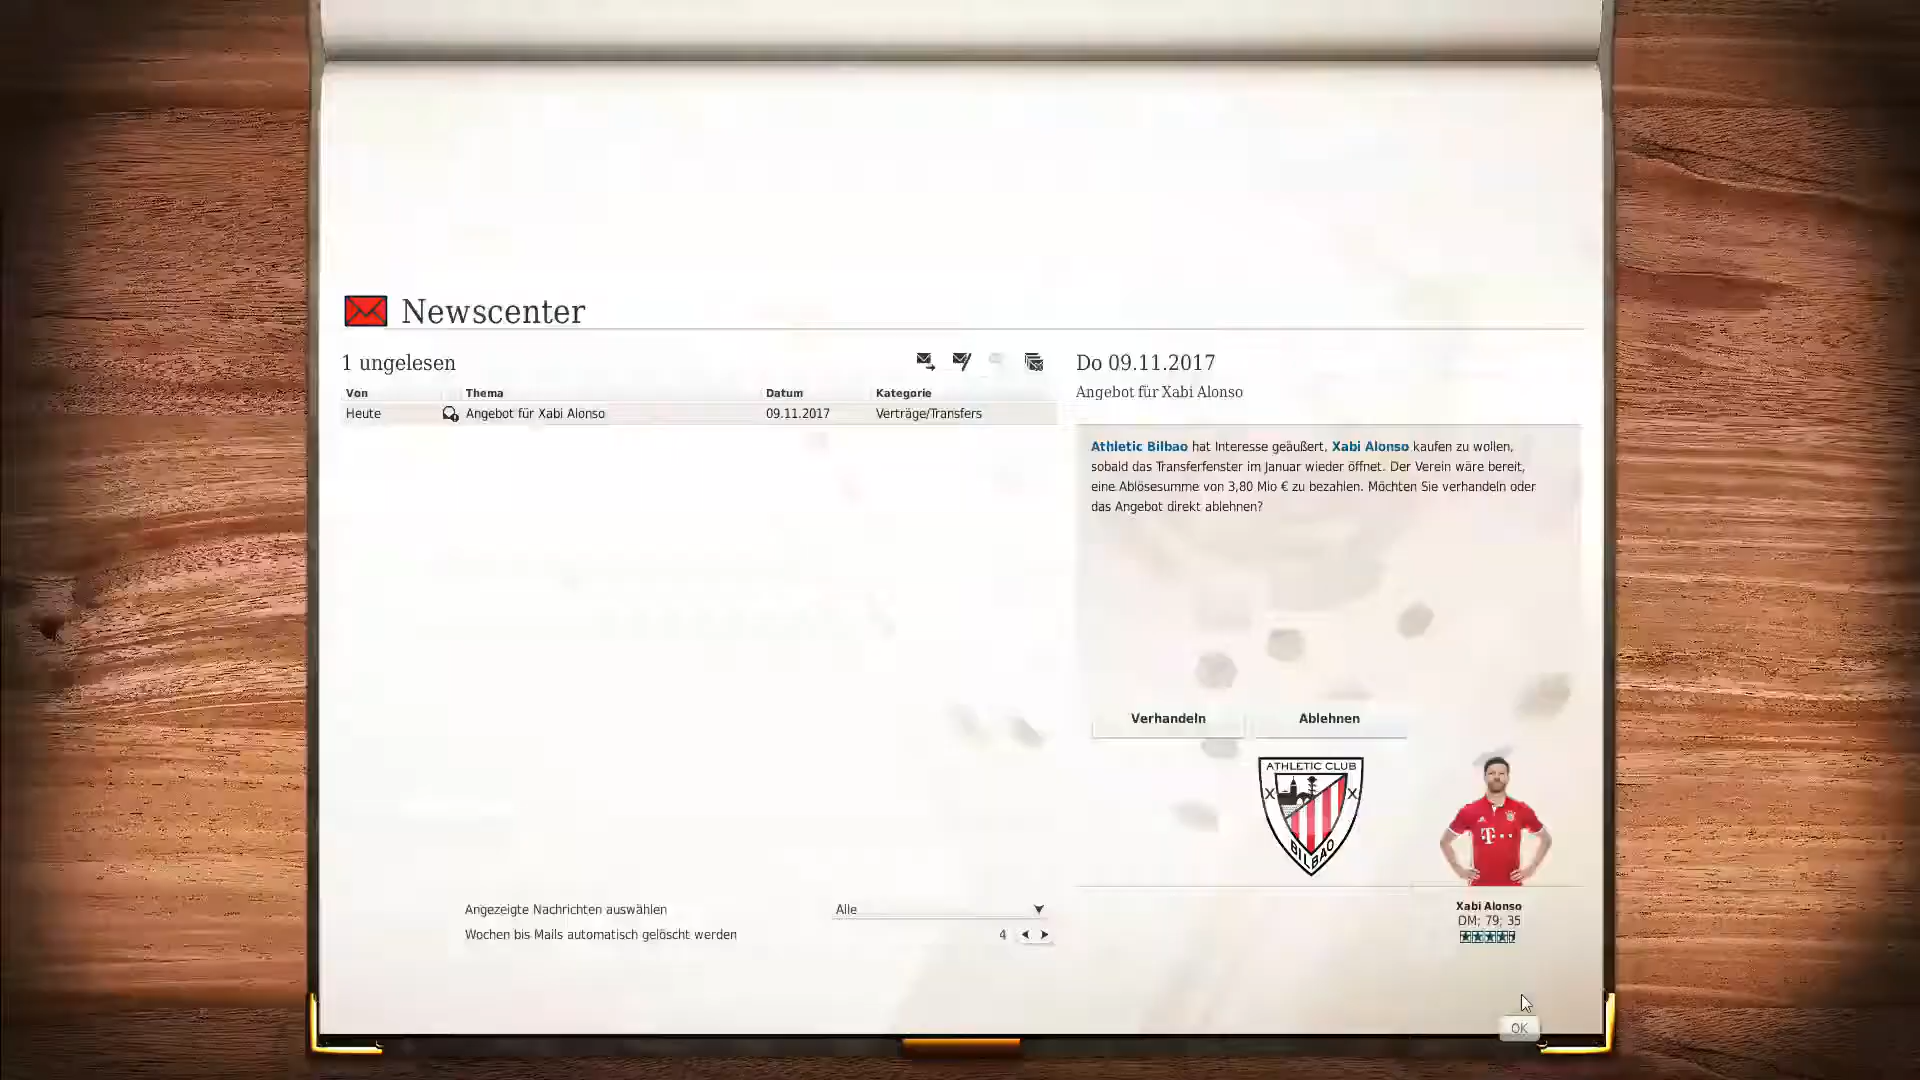 Newscenter
1 ungelesen
Von Thema Datum Kategorie
Heute Angebot für Xabi Alonso 09.11.2017 Verträge/Transfers
Do 09.11.2017
Angebot für Xabi Alonso
Athletic Bilbao hat Interesse geäußert, Xabi Alonso kaufen zu wollen,
sobald das Transferfenster im Januar wieder öffnet. Der Verein wäre bereit,
eine Ablösesumme von 3,80 Mio € zu bezahlen. Möchten Sie verhandeln oder
das Angebot direkt ablehnen?
Verhandeln Ablehnen
ATHLETIC CLUB
BILBAO
T
Xabi Alonso
DM; 79; 35
Angezeigte Nachrichten auswählen Alle
Wochen bis Mails automatisch gelöscht werden 4
OK